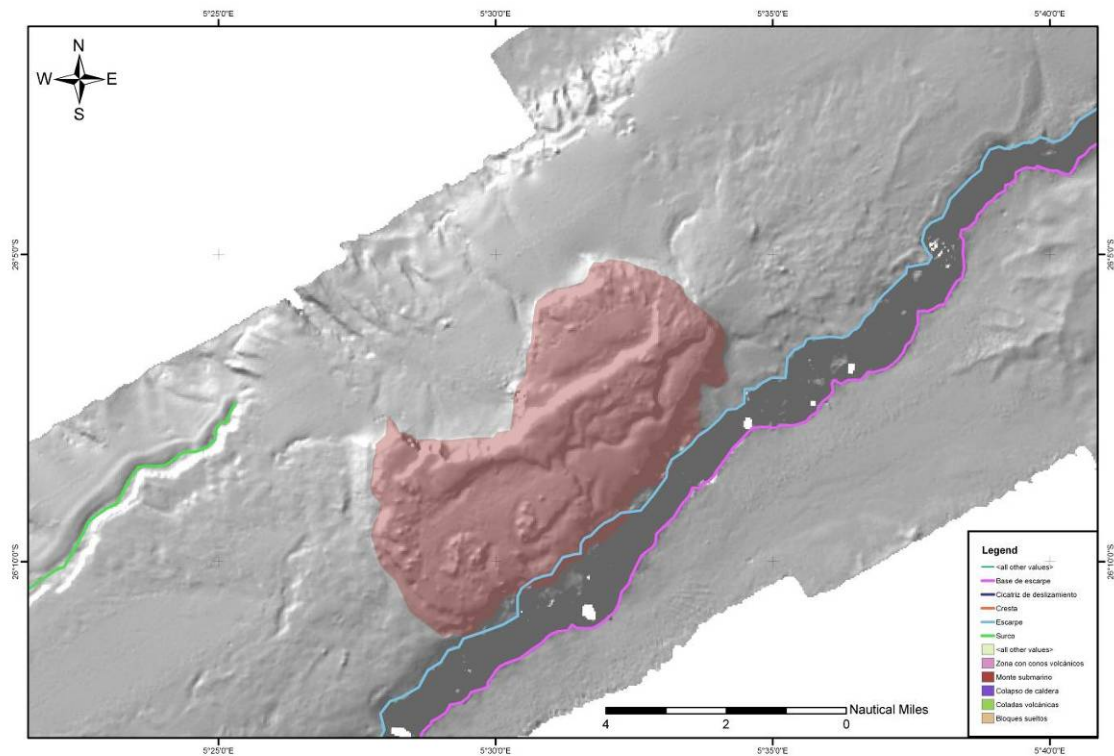 5°25'0"E 5°30'0"E 5°35'0"E 5°40'0"E
N
W E
S
26°5'0"S 26°5'0"S
26°10'0"S 26°10'0"S
Legend
<all other values>
Base de escarpe
Cicatriz de deslizamiento
Cresta
Escarpe
Surco
<all other values>
Zona con conos volcánicos
Monte submarino
Colapso de caldera
Coladas volcánicas
Bloques sueltos
Nautical Miles
4 2 0
5°25'0"E 5°30'0"E 5°35'0"E 5°40'0"E